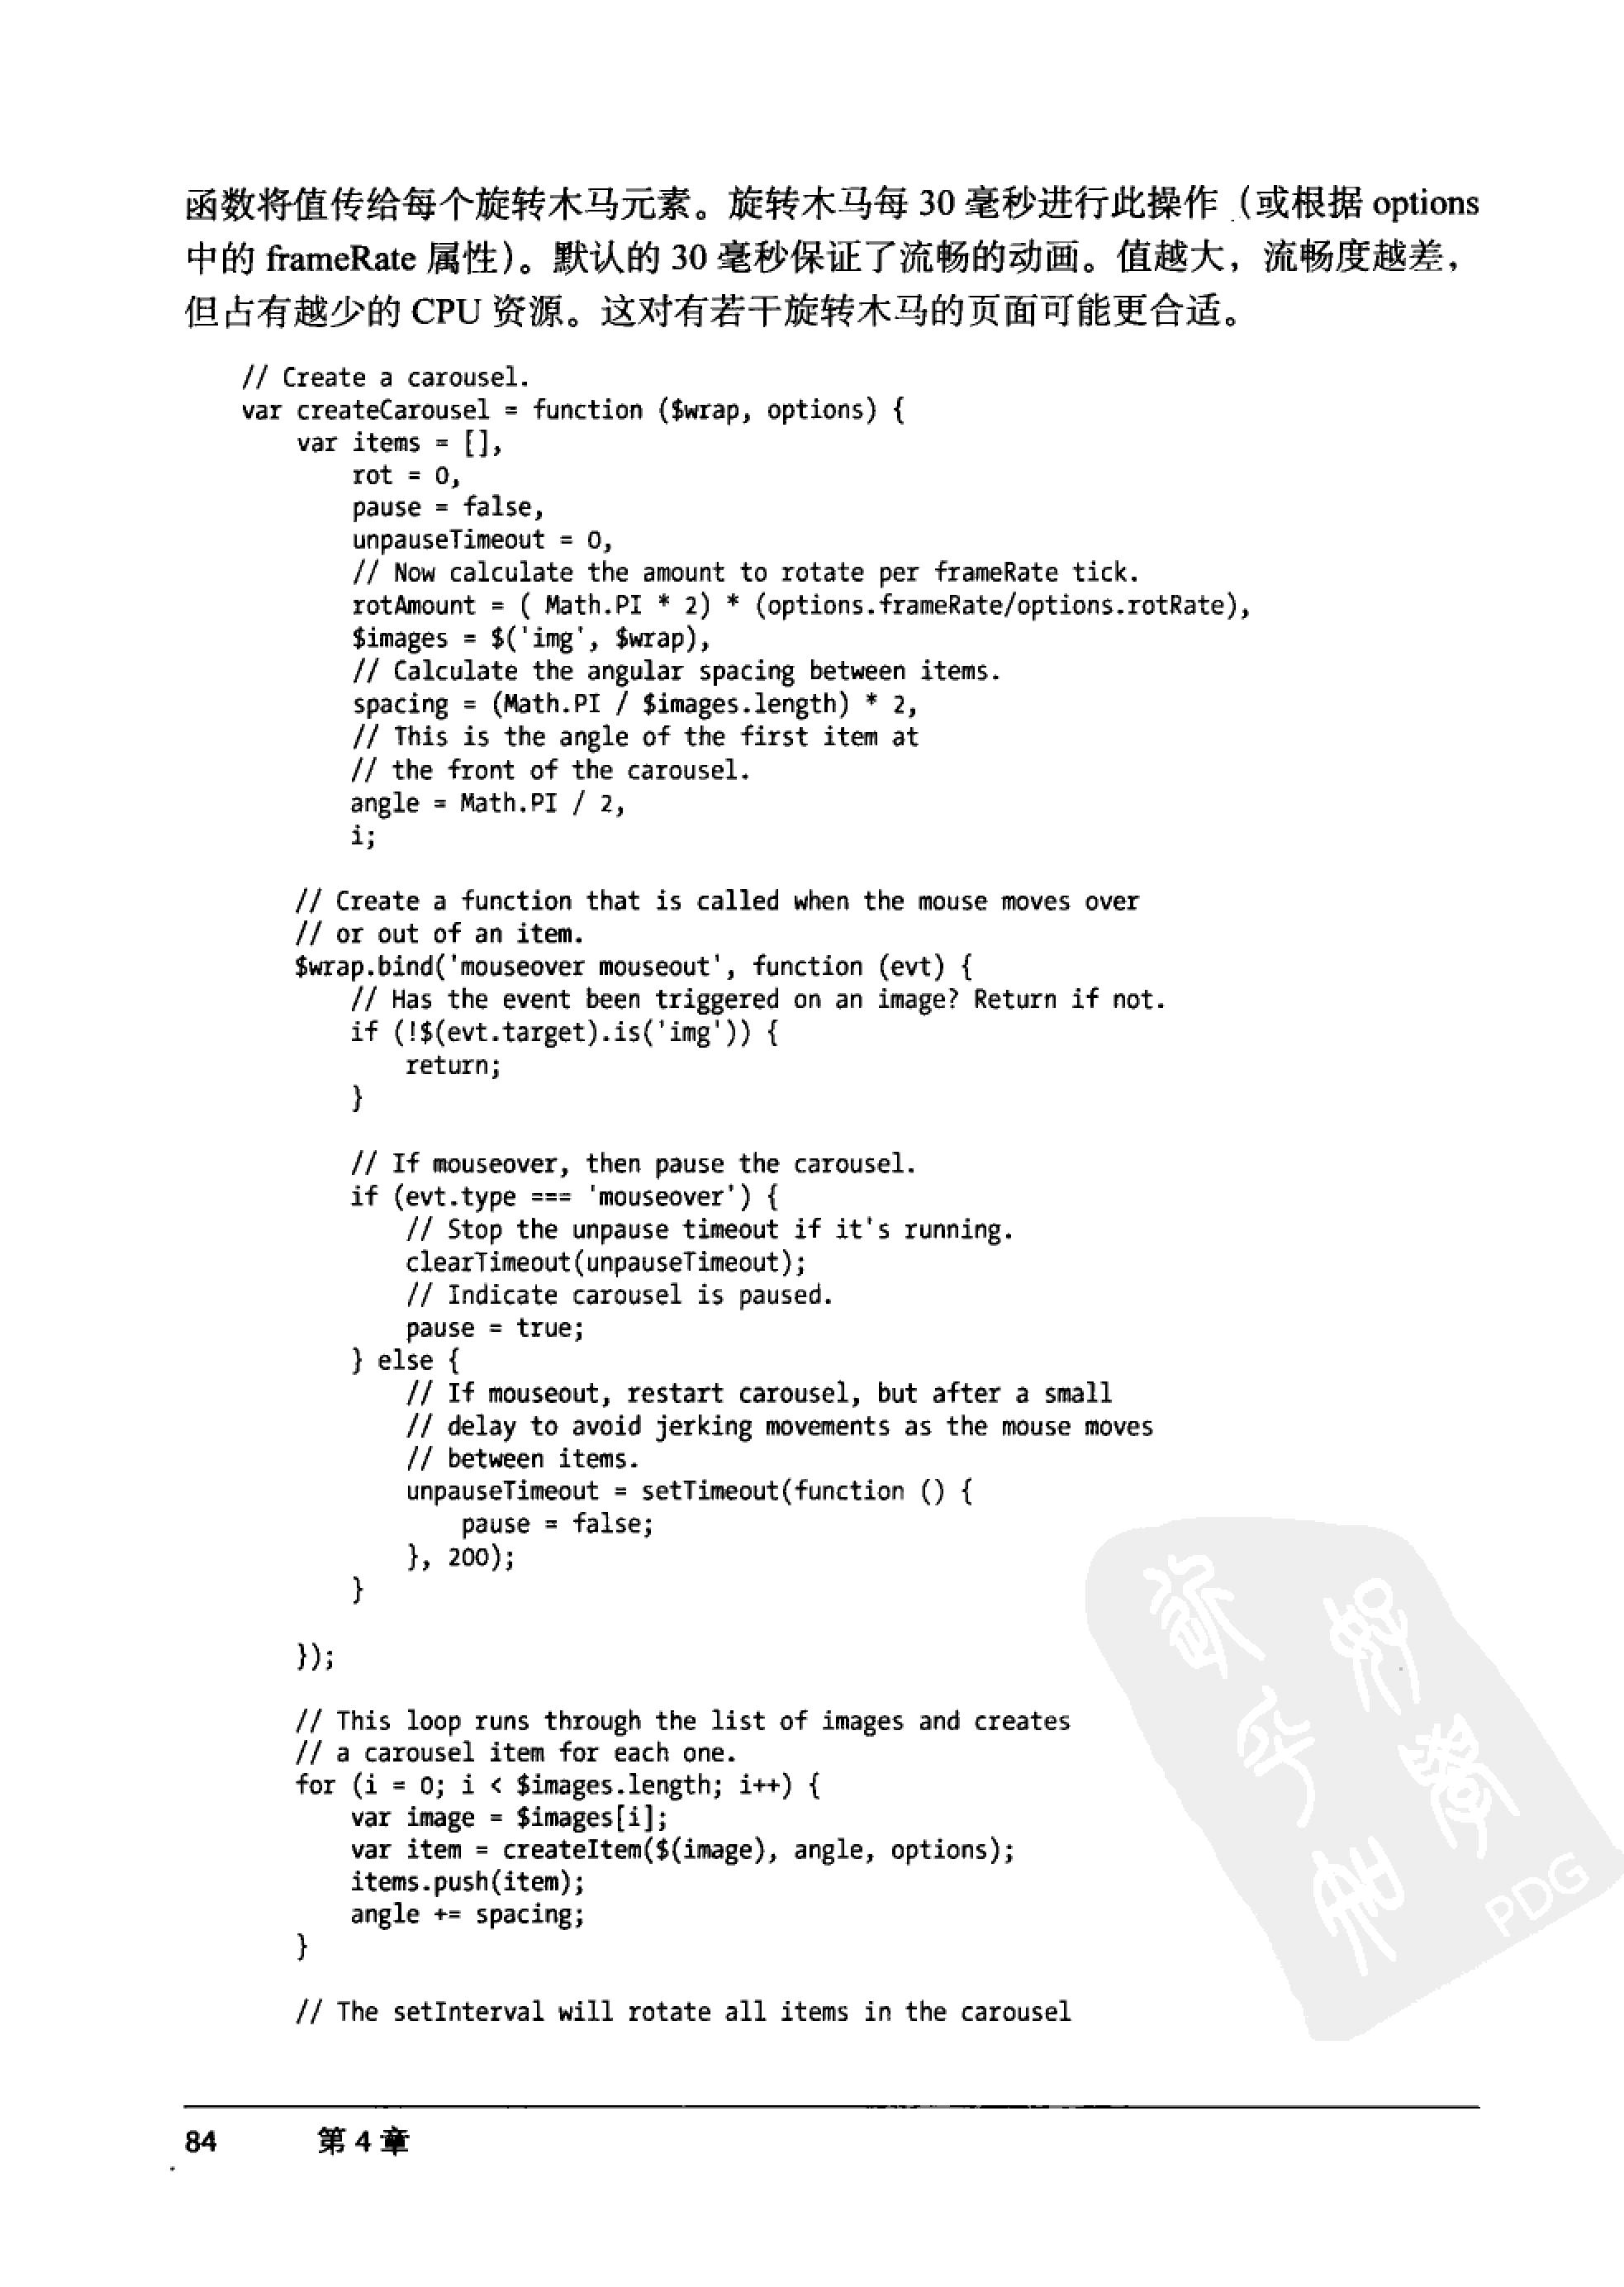 函数将值传给每个旋转木马元素。旋转木马每 30 毫秒进行此操作（或根据 options
中的 frameRate 属性）。默认的 30 毫秒保证了流畅的动画。值越大，流畅度越差，
但占有越少的 CPU 资源。这对有若干旋转木马的页面可能更合适。
// Create a carousel.
var createCarousel = function ($wrap, options) {
    var items = [],
        rot = 0,
        pause = false,
        unpauseTimeout = 0,
        // Now calculate the amount to rotate per frameRate tick.
        rotAmount = ( Math.PI * 2) * (options.frameRate/options.rotRate),
        $images = $('img', $wrap),
        // Calculate the angular spacing between items.
        spacing = (Math.PI / $images.length) * 2,
        // This is the angle of the first item at
        // the front of the carousel.
        angle = Math.PI / 2,
        i;
    // Create a function that is called when the mouse moves over
    // or out of an item.
    $wrap.bind('mouseover mouseout', function (evt) {
        // Has the event been triggered on an image? Return if not.
        if (!$(evt.target).is('img')) {
            return;
        }
        // If mouseover, then pause the carousel.
        if (evt.type === 'mouseover') {
            // Stop the unpause timeout if it's running.
            clearTimeout(unpauseTimeout);
            // Indicate carousel is paused.
            pause = true;
        } else {
            // If mouseout, restart carousel, but after a small
            // delay to avoid jerking movements as the mouse moves
            // between items.
            unpauseTimeout = setTimeout(function () {
                pause = false;
            }, 200);
        }
    });
    // This loop runs through the list of images and creates
    // a carousel item for each one.
    for (i = 0; i < $images.length; i++) {
        var image = $images[i];
        var item = createItem($(image), angle, options);
        items.push(item);
        angle += spacing;
    }
    // The setInterval will rotate all items in the carousel
PDG
84 第 4 章